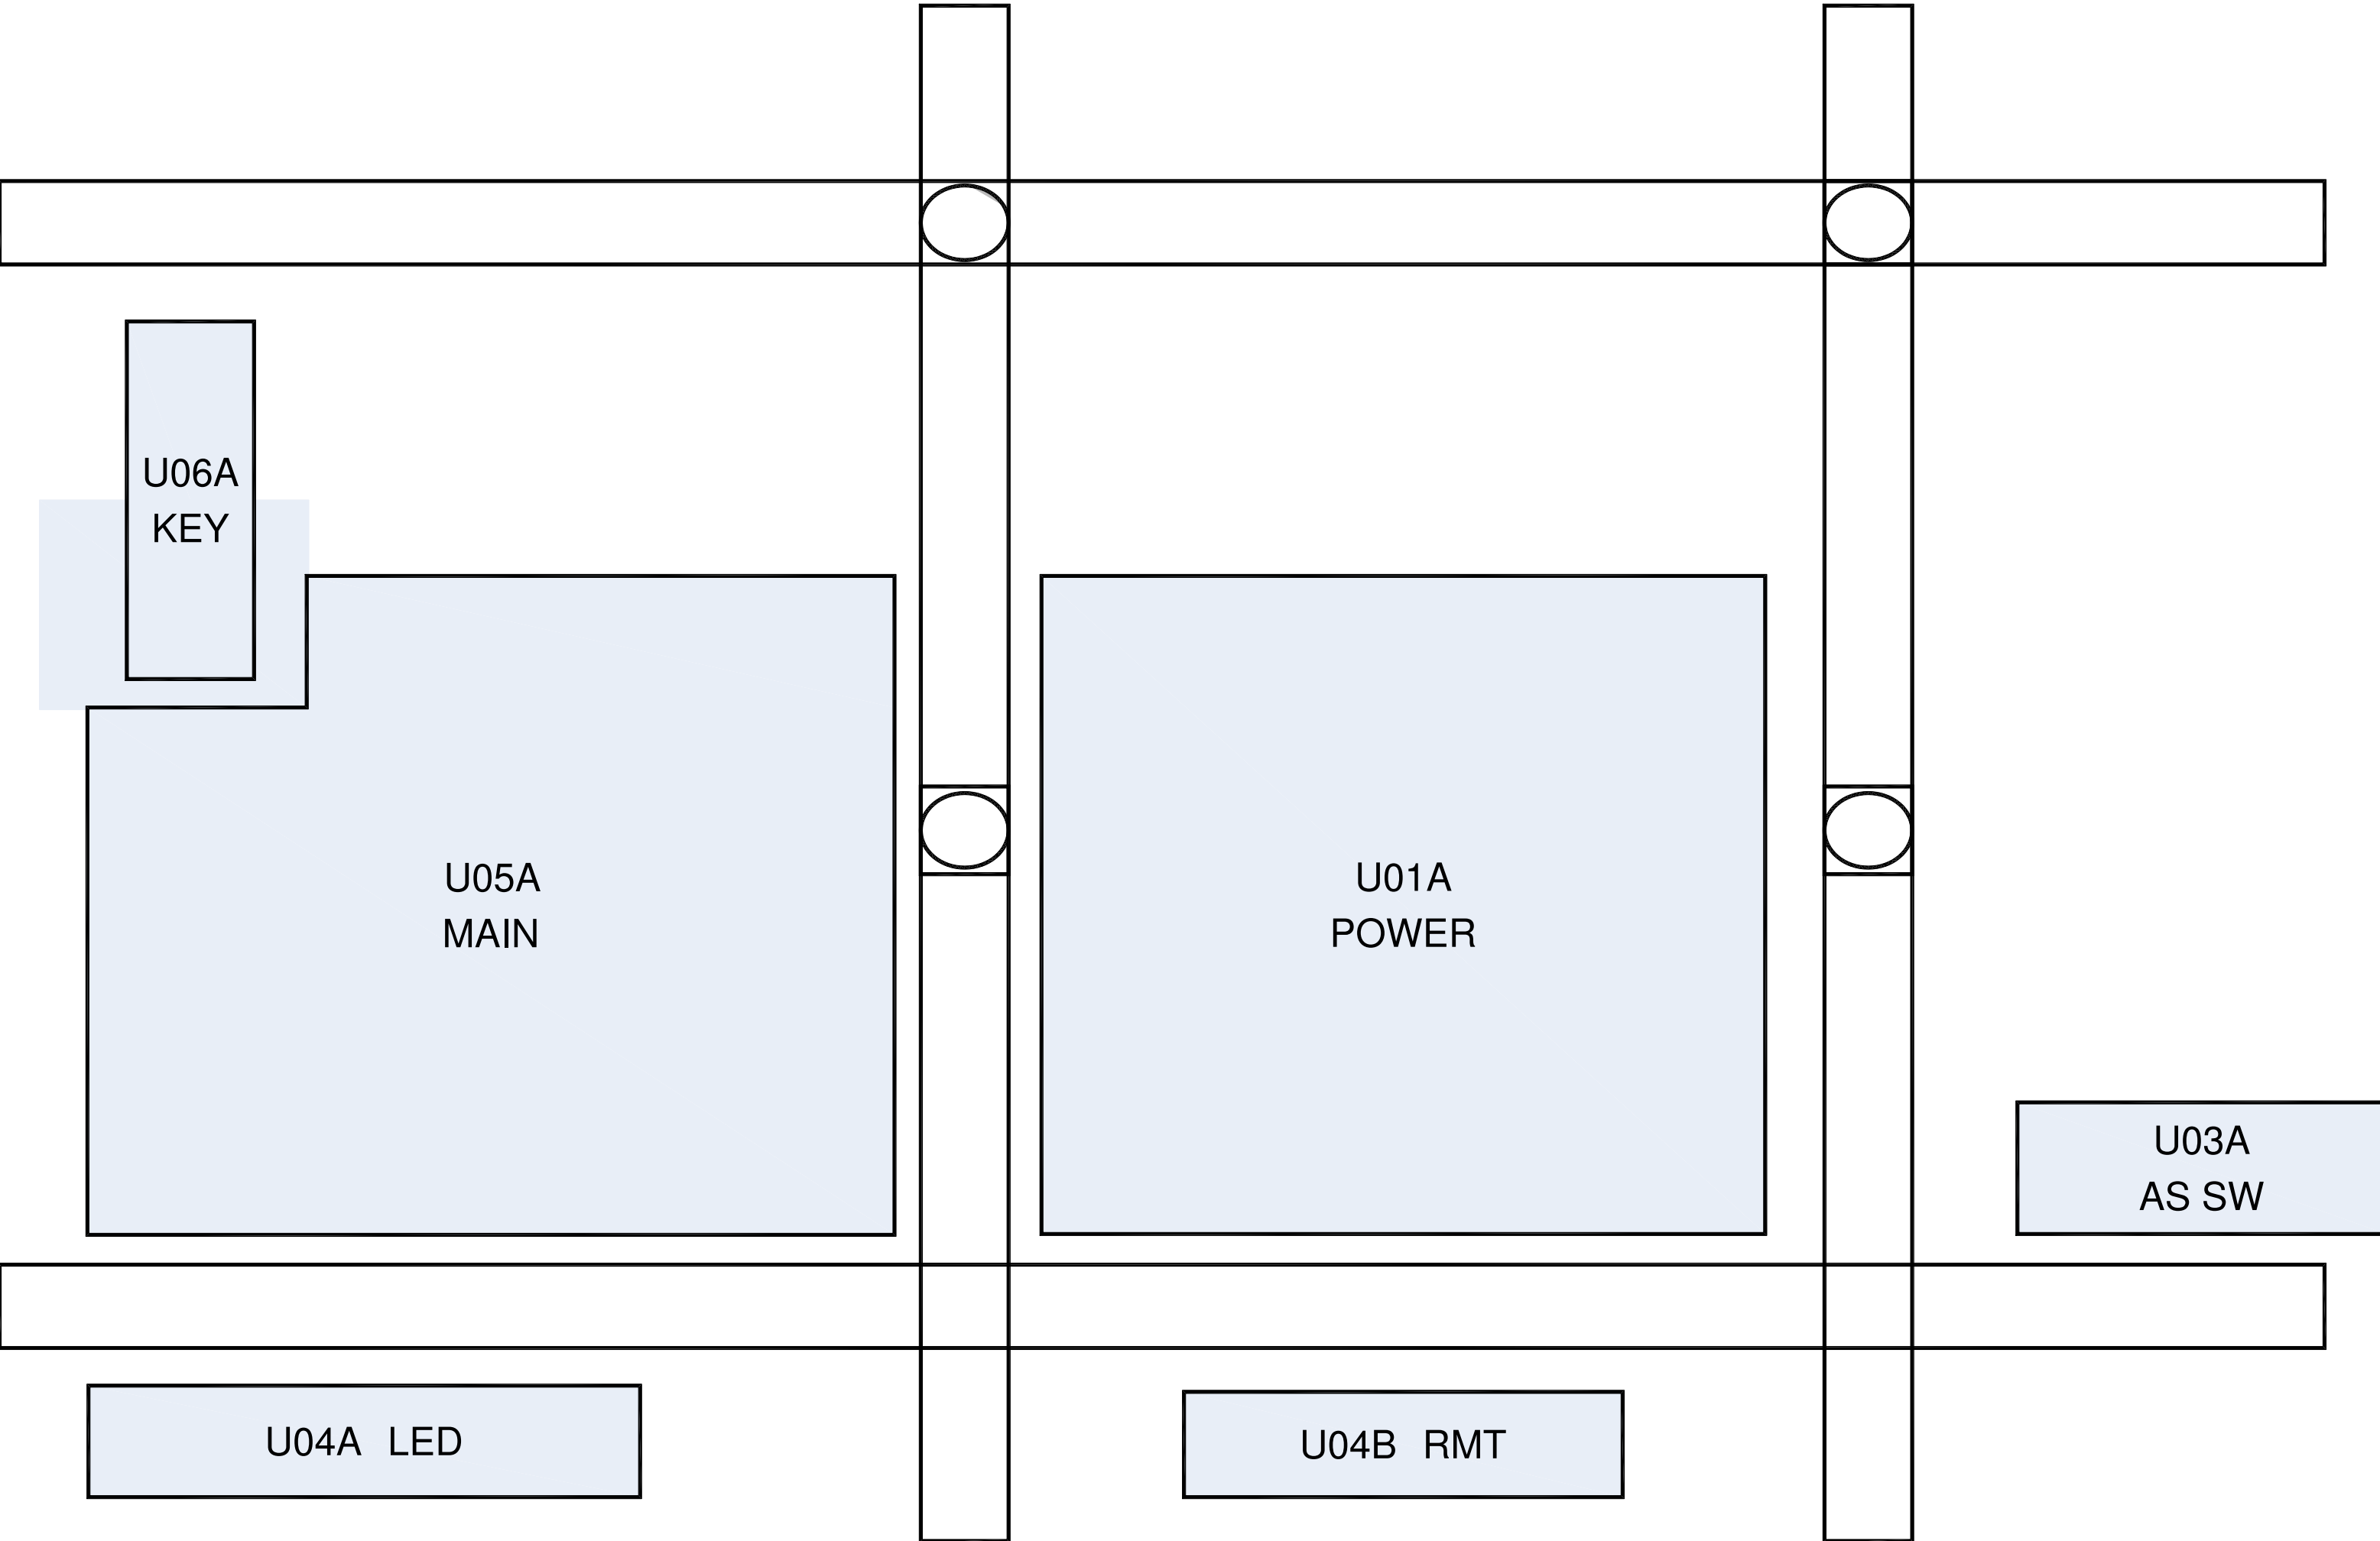 U06A
KEY
U05A
MAIN
U01A
POWER
U03A
AS SW
U04A LED
U04B RMT